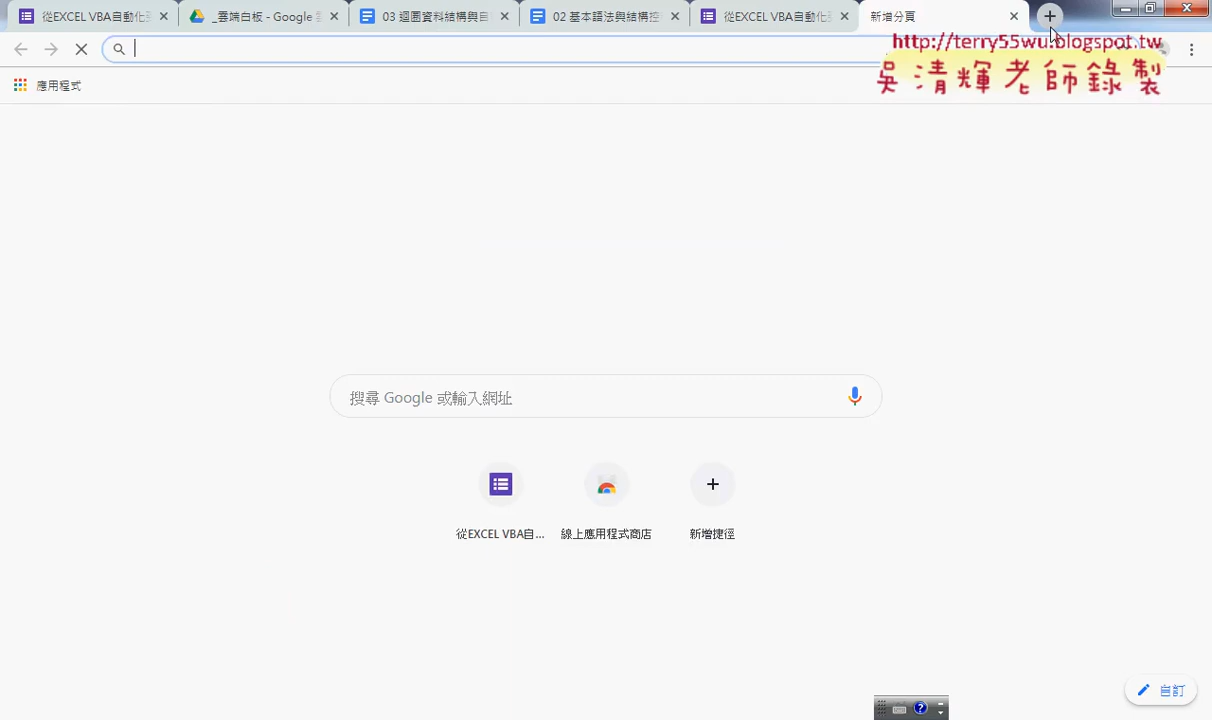 從EXCEL VBA自動化到
_雲端白板 - Google 雲
03 迴圈資料結構與自
02 基本語法與結構控
從EXCEL VBA自動化到
新增分頁
http://terry55wu.blogspot.tw
吳清輝老師錄製
應用程式
搜尋 Google 或輸入網址
從EXCEL VBA自...
線上應用程式商店
新增捷徑
自訂